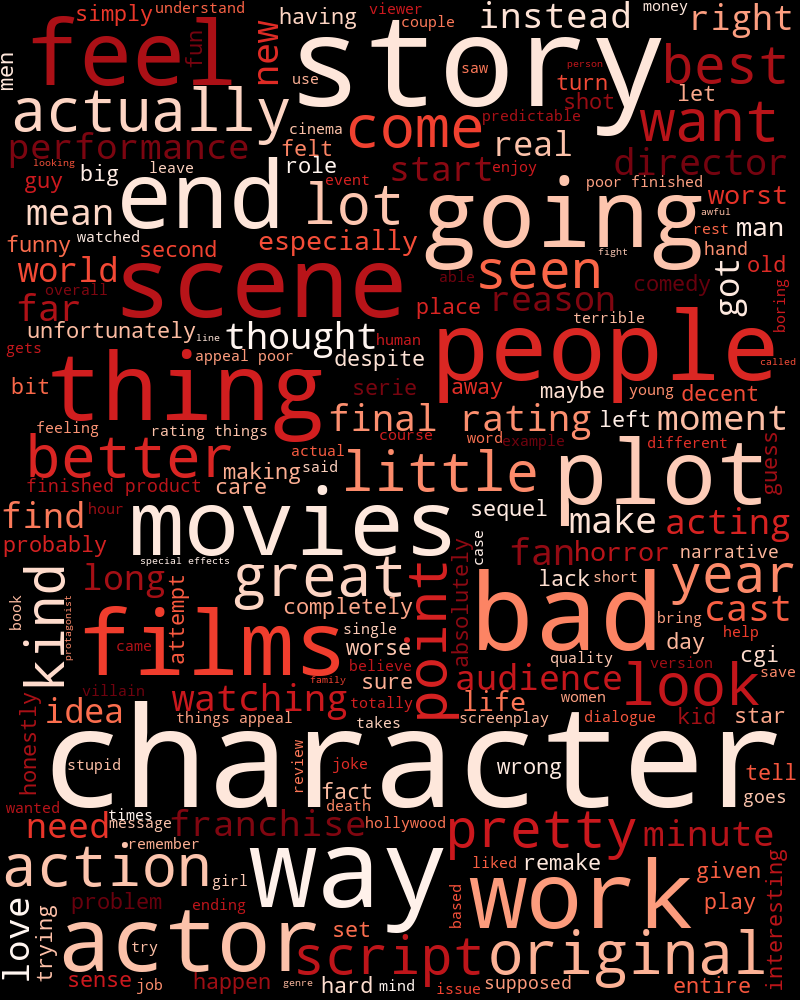 simply
understand
viewer
money
having
couple
instead
right
men
feel
fun
new
story
saw
person
best
use
turn
let
actually
shot
want
cinema
come
predictable
performance
felt
real
director
looking
leave
role
start
enjoy
guy
big
event
poor finished
worst
end
lot
going
awful
mean
rest
man
funny
watched
second
especially
fight
hand
world
scene
seen
able
comedy
got
old
overall
far
place
reason
boring
unfortunately
line
thought
human
terrible
people
gets
appeal poor
despite
called
bit
thing
serie
away
maybe
young
decent
final rating
left
moment
feeling
rating things
course
word
example
different
better
actual
said
making
little
plot
guess
finished product
care
find
hour
movies
sequel
make
acting
probably
special effects
case
fan
horror
narrative
long
great
point
absolutely
lack
short
bad
year
kind
book
protagonist
attempt
completely
cast
films
single
bring
help
came
worse
day
cgi
believe
quality
version
save
family
sure
audience
look
villain
watching
totally
life
women
honestly
idea
things appeal
takes
screenplay
dialogue
kid
star
character
stupid
review
joke
wrong
tell
fact
goes
wanted
times
death
need
message
franchise
hollywood
pretty
minute
remember
action
girl
way
liked
remake
given
interesting
work
love
trying
problem
ending
based
play
actor
try
set
script
original
sense
job
happen
genre
hard
mind
issue
supposed
entire